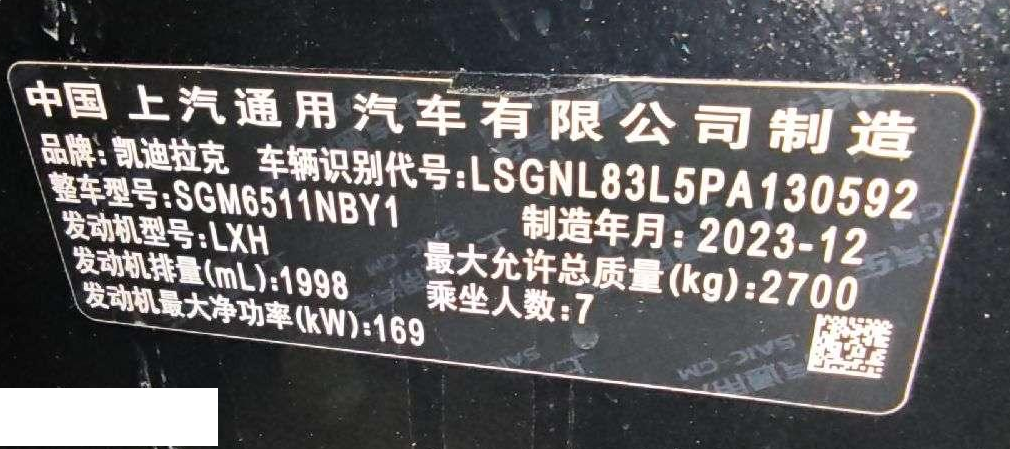 中国 上汽通用汽车有限公司制造
品牌:凯迪拉克 车辆识别代号:LSGNL83L5PA130592
整车型号:SGM6511NBY1 制造年月:2023-12
发动机型号:LXH
发动机排量(mL):1998 最大允许总质量(kg):2700
发动机最大净功率(kW):169 乘坐人数:7
SAIC-GM